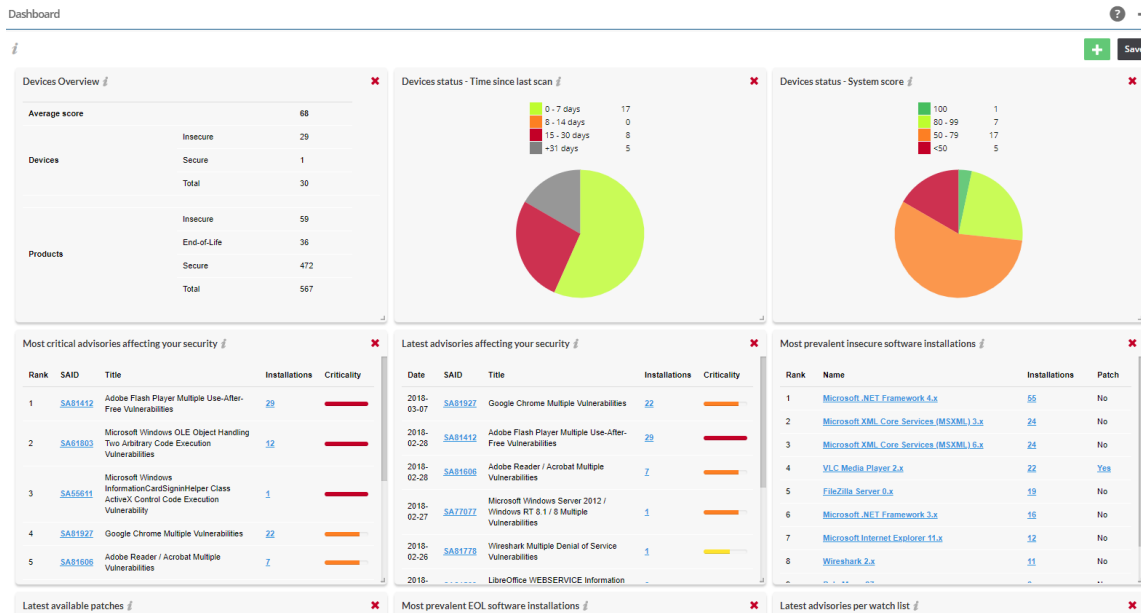 Dashboard
Save
Devices Overview
Average score 68
Devices
Insecure 29
Secure 1
Total 30
Products
Insecure 59
End-of-Life 36
Secure 472
Total 567
Devices status - Time since last scan
0 - 7 days 17
8 - 14 days 0
15 - 30 days 8
+31 days 5
Devices status - System score
100 1
80 - 99 7
50 - 79 17
<50 5
Most critical advisories affecting your security
Rank SAID Title Installations Criticality
1 SA81412 Adobe Flash Player Multiple Use-After-
Free Vulnerabilities 29
2 SA61803 Microsoft Windows OLE Object Handling
Two Arbitrary Code Execution
Vulnerabilities 12
3 SA55611 Microsoft Windows
InformationCardSigninHelper Class
ActiveX Control Code Execution
Vulnerability 1
4 SA81927 Google Chrome Multiple Vulnerabilities 22
5 SA81606 Adobe Reader / Acrobat Multiple
Vulnerabilities 7
Latest advisories affecting your security
Date SAID Title Installations Criticality
2018-
03-07 SA81927 Google Chrome Multiple Vulnerabilities 22
2018-
02-28 SA81412 Adobe Flash Player Multiple Use-After-
Free Vulnerabilities 29
2018-
02-28 SA81606 Adobe Reader / Acrobat Multiple
Vulnerabilities 7
2018-
02-27 SA77077 Microsoft Windows Server 2012 /
Windows RT 8.1 / 8 Multiple
Vulnerabilities 1
2018-
02-26 SA81778 Wireshark Multiple Denial of Service
Vulnerabilities 1
2018- LibreOffice WEBSERVICE Information
Most prevalent insecure software installations
Rank Name Installations Patch
1 Microsoft .NET Framework 4.x 55 No
2 Microsoft XML Core Services (MSXML) 3.x 24 No
3 Microsoft XML Core Services (MSXML) 6.x 24 No
4 VLC Media Player 2.x 22 Yes
5 FileZilla Server 0.x 19 No
6 Microsoft .NET Framework 3.x 16 No
7 Microsoft Internet Explorer 11.x 12 No
8 Wireshark 2.x 11 No
Latest available patches
Most prevalent EOL software installations
Latest advisories per watch list